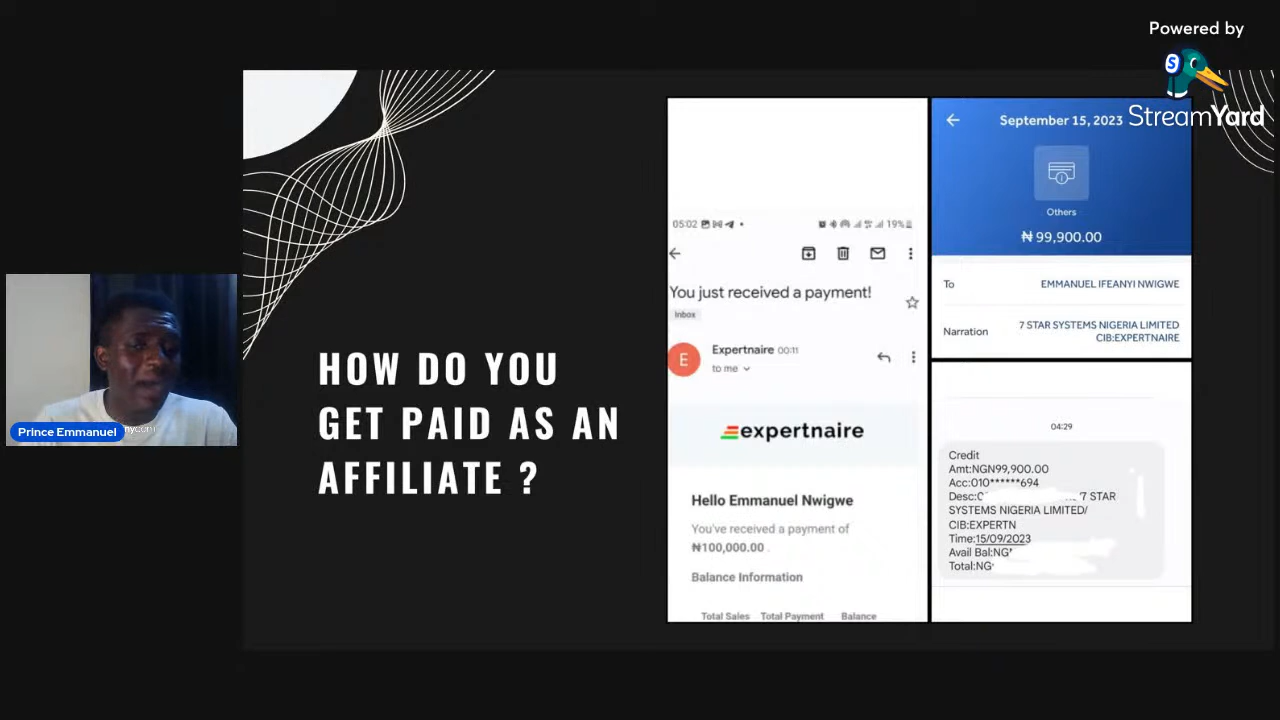 Powered by
StreamYard
HOW DO YOU
GET PAID AS AN
AFFILIATE ?
Prince Emmanuel
05:02
19%
You just received a payment!
Inbox
E
Expertnaire 00:11
to me
expertnaire
Hello Emmanuel Nwigwe
You've received a payment of
₦100,000.00 .
Balance Information
Total Sales Total Payment Balance
September 15, 2023
Others
₦ 99,900.00
To EMMANUEL IFEANYI NWIGWE
Narration 7 STAR SYSTEMS NIGERIA LIMITED
CIB:EXPERTNAIRE
04:29
Credit
Amt:NGN99,900.00
Acc:010******694
Desc:0 7 STAR
SYSTEMS NIGERIA LIMITED/
CIB:EXPERTN
Time:15/09/2023
Avail Bal:NG
Total:NG